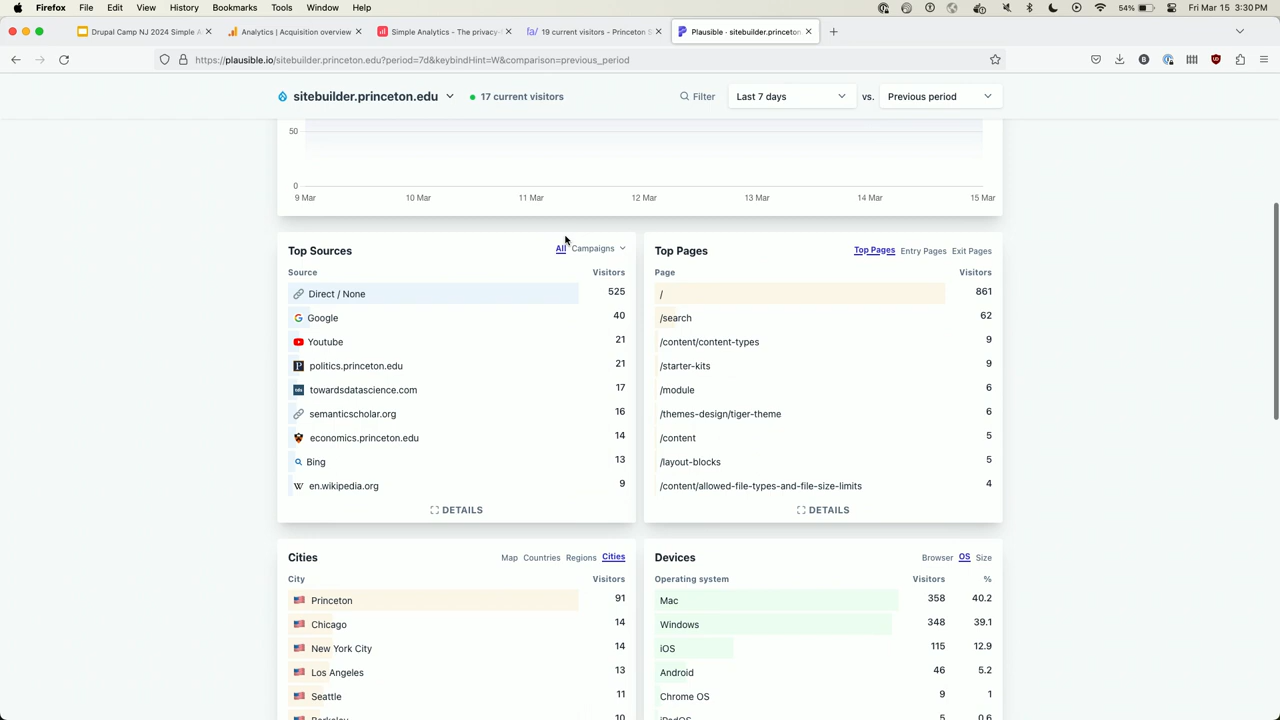 Firefox File Edit View History Bookmarks Tools Window Help 54% Fri Mar 15 3:30 PM
Drupal Camp NJ 2024 Simple A Analytics | Acquisition overview Simple Analytics - The privacy- 19 current visitors - Princeton S Plausible · sitebuilder.princeton
https://plausible.io/sitebuilder.princeton.edu?period=7d&keybindHint=W&comparison=previous_period
sitebuilder.princeton.edu 17 current visitors Filter Last 7 days vs. Previous period
50
0
9 Mar 10 Mar 11 Mar 12 Mar 13 Mar 14 Mar 15 Mar
Top Sources All Campaigns
Source Visitors
Direct / None 525
Google 40
Youtube 21
politics.princeton.edu 21
towardsdatascience.com 17
semanticscholar.org 16
economics.princeton.edu 14
Bing 13
en.wikipedia.org 9
DETAILS
Top Pages Top Pages Entry Pages Exit Pages
Page Visitors
/ 861
/search 62
/content/content-types 9
/starter-kits 9
/module 6
/themes-design/tiger-theme 6
/content 5
/layout-blocks 5
/content/allowed-file-types-and-file-size-limits 4
DETAILS
Cities Map Countries Regions Cities
City Visitors
Princeton 91
Chicago 14
New York City 14
Los Angeles 13
Seattle 11
Berkeley 10
Devices Browser OS Size
Operating system Visitors %
Mac 358 40.2
Windows 348 39.1
iOS 115 12.9
Android 46 5.2
Chrome OS 9 1
iPadOS 5 0.6